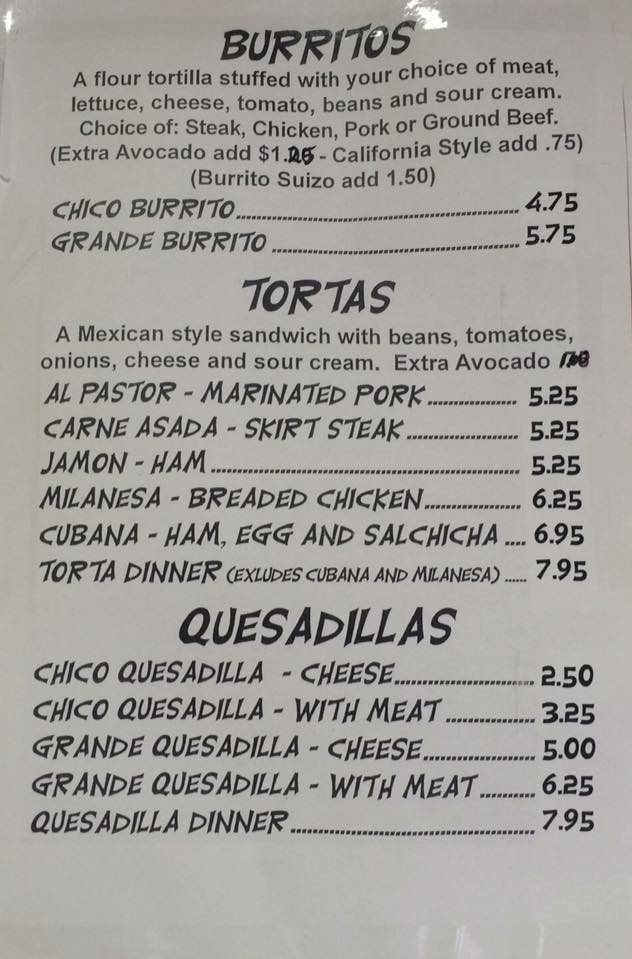 BURRITOS
A flour tortilla stuffed with your choice of meat,
lettuce, cheese, tomato, beans and sour cream.
Choice of: Steak, Chicken, Pork or Ground Beef.
(Extra Avocado add $1.25 - California Style add .75)
(Burrito Suizo add 1.50)
CHICO BURRITO 4.75
GRANDE BURRITO 5.75
TORTAS
A Mexican style sandwich with beans, tomatoes,
onions, cheese and sour cream. Extra Avocado
AL PASTOR - MARINATED PORK 5.25
CARNE ASADA - SKIRT STEAK 5.25
JAMON - HAM 5.25
MILANESA - BREADED CHICKEN 6.25
CUBANA - HAM, EGG AND SALCHICHA 6.95
TORTA DINNER (EXLUDES CUBANA AND MILANESA) 7.95
QUESADILLAS
CHICO QUESADILLA - CHEESE 2.50
CHICO QUESADILLA - WITH MEAT 3.25
GRANDE QUESADILLA - CHEESE 5.00
GRANDE QUESADILLA - WITH MEAT 6.25
QUESADILLA DINNER 7.95